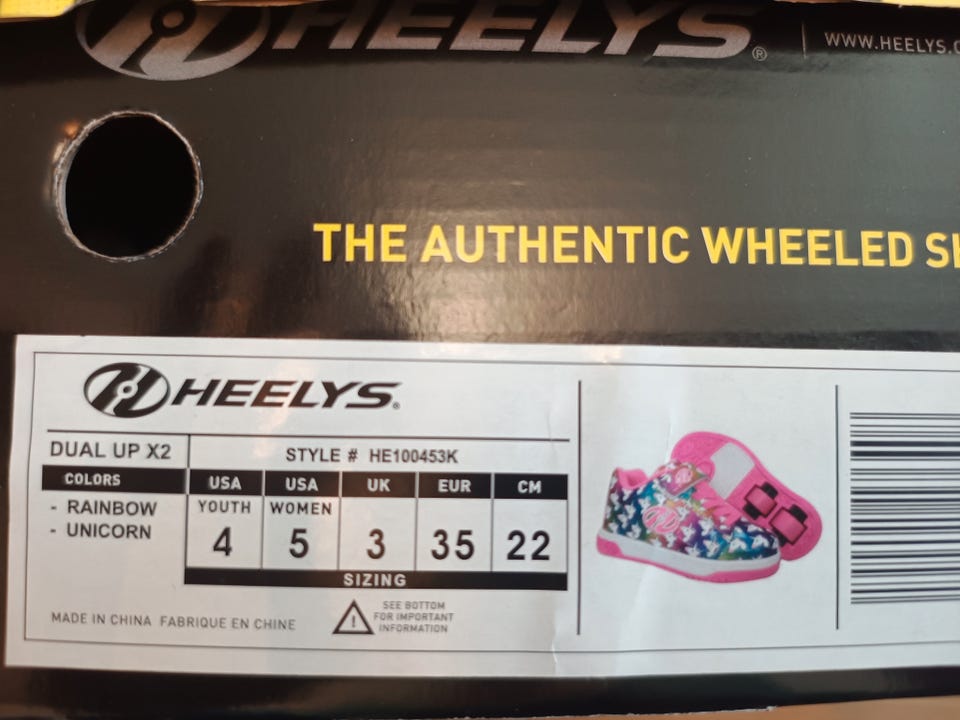 HEELYS® | WWW.HEELYS.
THE AUTHENTIC WHEELED
HEELYS®
DUAL UP X2
STYLE # HE100453K
COLORS
- RAINBOW
- UNICORN
USA USA UK EUR CM
YOUTH WOMEN
4 5 3 35 22
SIZING
MADE IN CHINA FABRIQUE EN CHINE
SEE BOTTOM
FOR IMPORTANT
INFORMATION